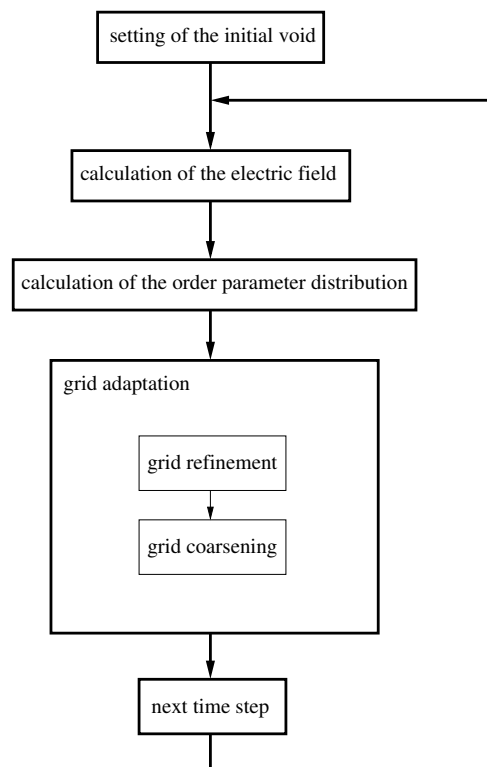 setting of the initial void
calculation of the electric field
calculation of the order parameter distribution
grid adaptation
grid refinement
grid coarsening
next time step